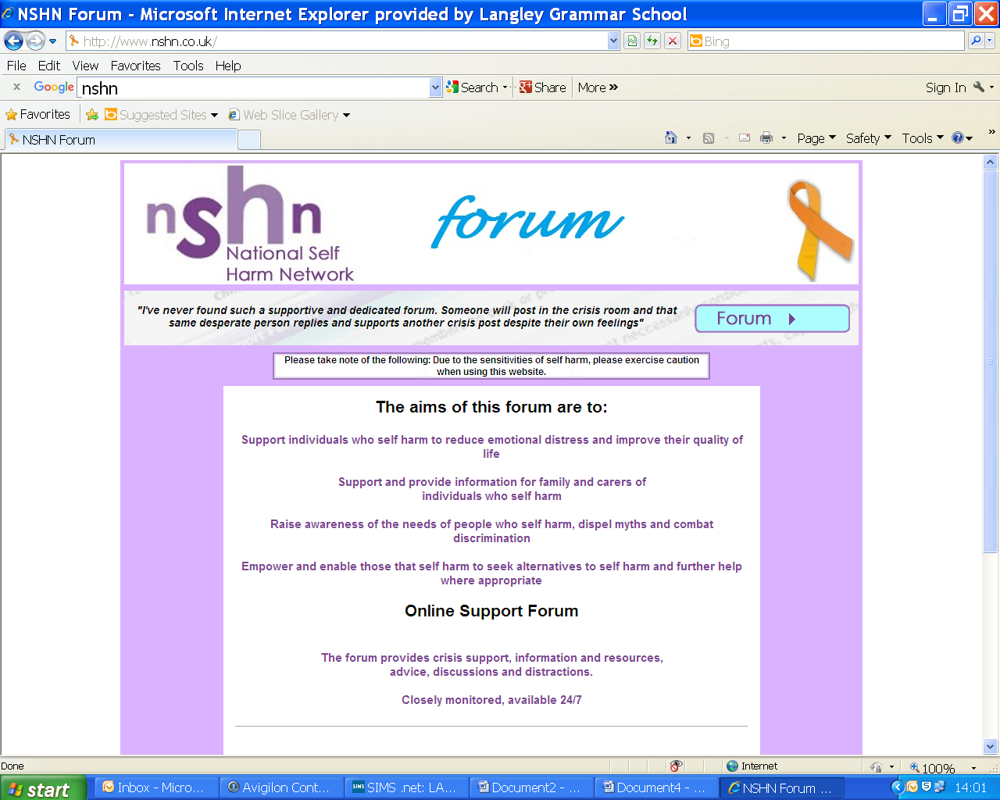 NSHN Forum - Microsoft Internet Explorer provided by Langley Grammar School
http://www.nshn.co.uk/
Bing
File Edit View Favorites Tools Help
x Google nshn Search Share More » Sign In
Favorites Suggested Sites Web Slice Gallery
NSHN Forum
Page Safety Tools »
nshn
National Self
Harm Network
forum
"I've never found such a supportive and dedicated forum. Someone will post in the crisis room and that
same desperate person replies and supports another crisis post despite their own feelings"
Forum
Please take note of the following: Due to the sensitivities of self harm, please exercise caution
when using this website.
The aims of this forum are to:
Support individuals who self harm to reduce emotional distress and improve their quality of
life
Support and provide information for family and carers of
individuals who self harm
Raise awareness of the needs of people who self harm, dispel myths and combat
discrimination
Empower and enable those that self harm to seek alternatives to self harm and further help
where appropriate
Online Support Forum
The forum provides crisis support, information and resources,
advice, discussions and distractions.
Closely monitored, available 24/7
Done Internet 100%
start Inbox - Micro... Avigilon Cont... SIMS .net: LA... Document2 - ... Document4 - ... NSHN Forum ... 14:01